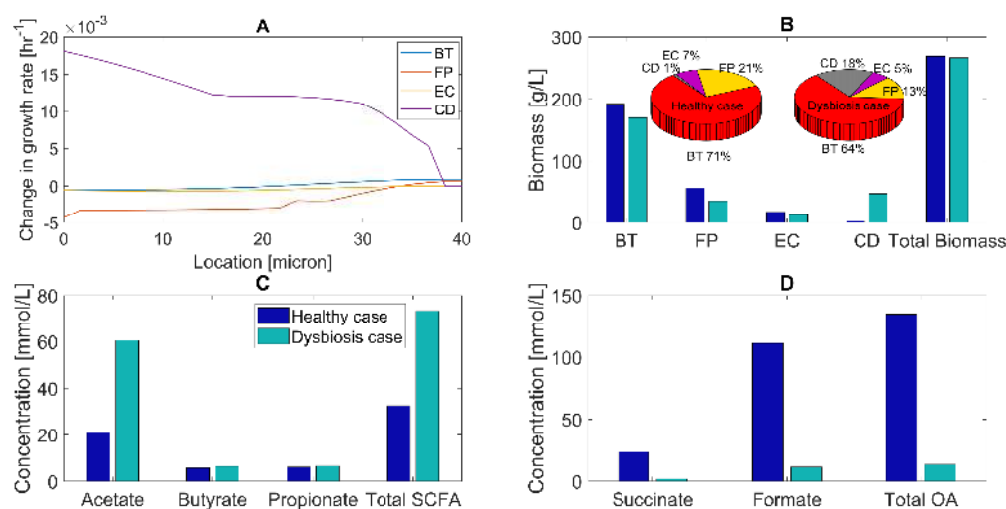 A
×10⁻³
Change in growth rate [hr⁻¹]
20
15
10
5
0
-5
0
10
20
30
40
Location [micron]
BT
FP
EC
CD
B
Biomass [g/L]
300
200
100
0
BT
FP
EC
CD
Total Biomass
EC 7%
CD 1%
FP 21%
Healthy case
BT 71%
CD 18%
EC 5%
FP 13%
Dysbiosis case
BT 64%
C
Concentration [mmol/L]
80
60
40
20
0
Acetate
Butyrate
Propionate
Total SCFA
Healthy case
Dysbiosis case
D
Concentration [mmol/L]
150
100
50
0
Succinate
Formate
Total OA